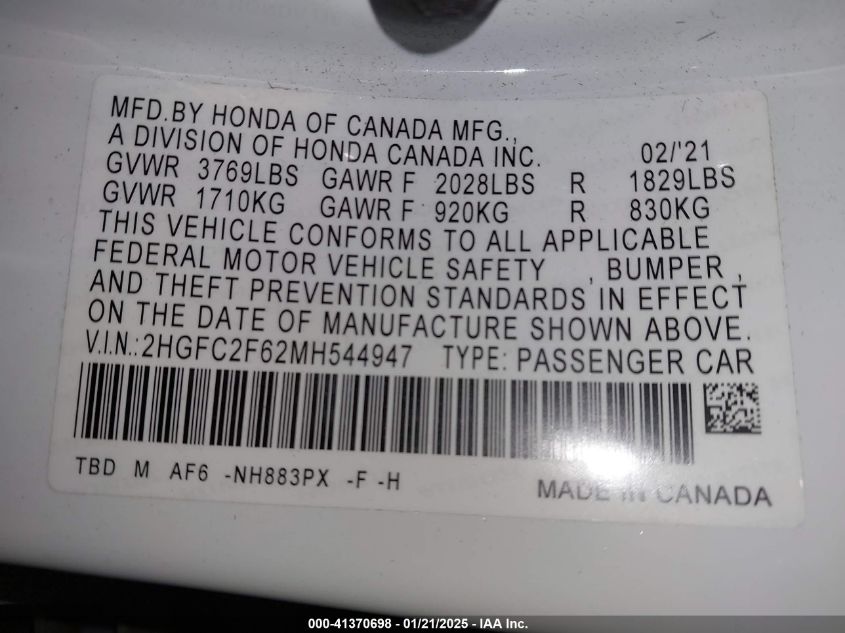 MFD.BY HONDA OF CANADA MFG.,
A DIVISION OF HONDA CANADA INC. 02/'21
GVWR 3769LBS GAWR F 2028LBS R 1829LBS
GVWR 1710KG GAWR F 920KG R 830KG
THIS VEHICLE CONFORMS TO ALL APPLICABLE
FEDERAL MOTOR VEHICLE SAFETY , BUMPER ,
AND THEFT PREVENTION STANDARDS IN EFFECT
ON THE DATE OF MANUFACTURE SHOWN ABOVE.
V.I.N.:2HGFC2F62MH544947 TYPE: PASSENGER CAR
TBD M AF6 -NH883PX -F -H
MADE IN CANADA
000-41370698 - 01/21/2025 - IAA Inc.